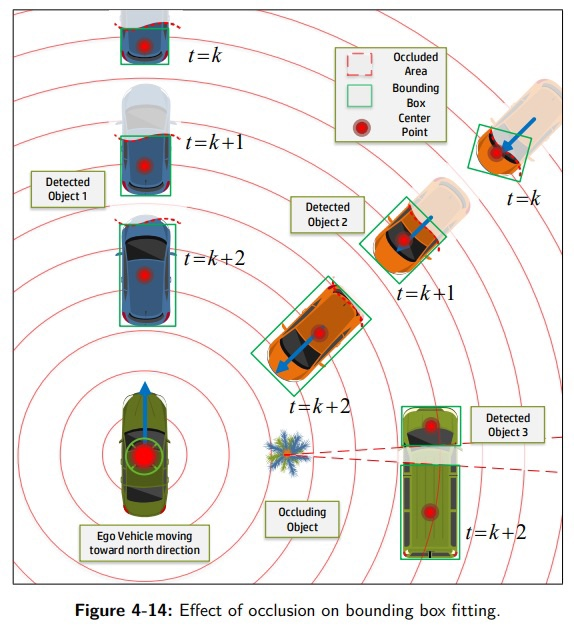 t=k
Occluded
Area
Bounding
Box
Center
Point
t=k+1
Detected
Object 1
t=k
Detected
Object 2
t=k+2
t=k+1
t=k+2
Detected
Object 3
Occluding
Object
Ego Vehicle moving
toward north direction
t=k+2
Figure 4-14: Effect of occlusion on bounding box fitting.